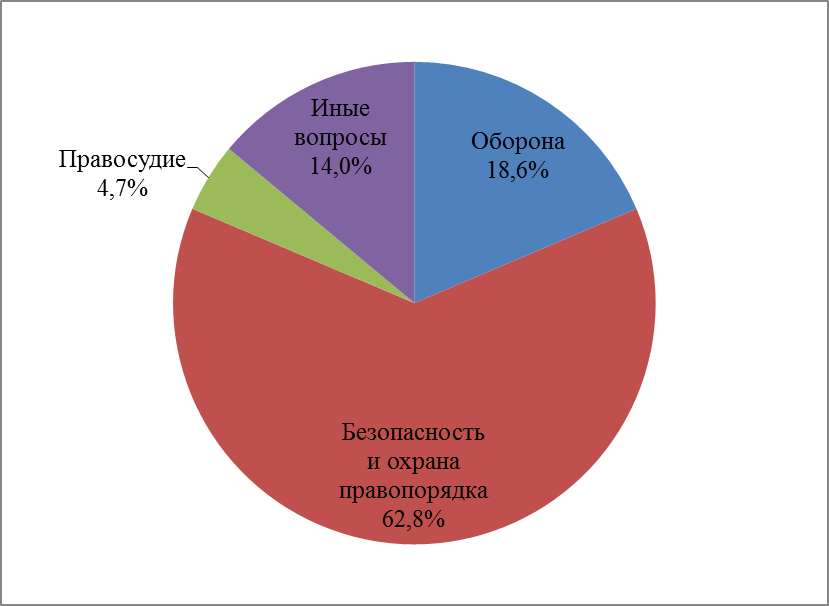 Иные
вопросы
14,0%
Оборона
18,6%
Правосудие
4,7%
Безопасность
и охрана
правопорядка
62,8%